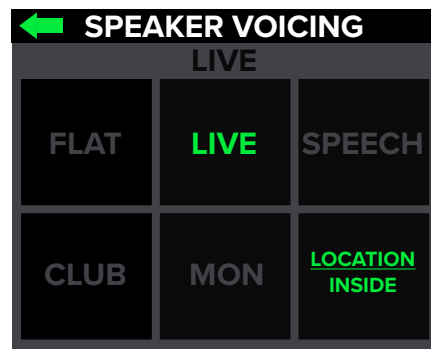 SPEAKER VOICING
LIVE
FLAT
LIVE
SPEECH
CLUB
MON
LOCATION
INSIDE